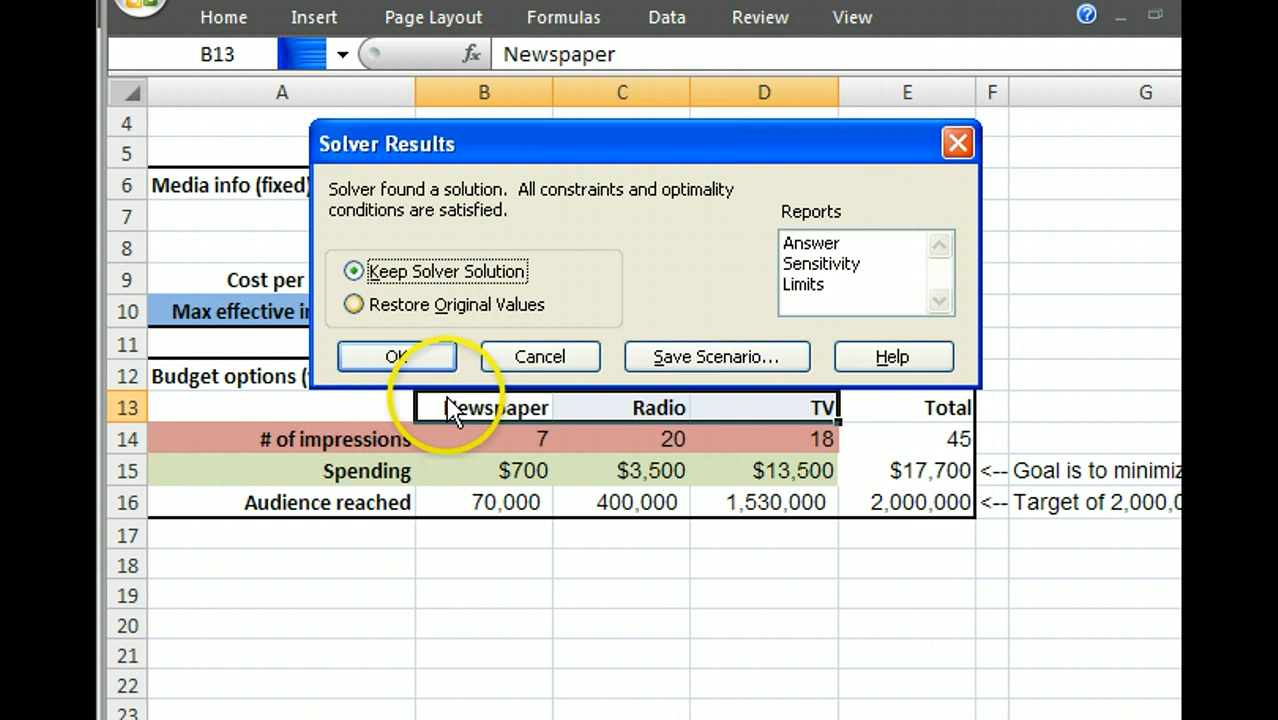 Home Insert Page Layout Formulas Data Review View
B13 fx Newspaper
A B C D E F G
4
5
6 Media info (fixed)
7
8
9 Cost per
10 Max effective i
11
12 Budget options (
Solver Results
Solver found a solution. All constraints and optimality
conditions are satisfied.
Reports
Answer
Sensitivity
Limits
Keep Solver Solution
Restore Original Values
OK Cancel Save Scenario... Help
13 Newspaper Radio TV Total
14 # of impressions 7 20 18 45
15 Spending $700 $3,500 $13,500 $17,700 <-- Goal is to minimiz
16 Audience reached 70,000 400,000 1,530,000 2,000,000 <-- Target of 2,000,0
17
18
19
20
21
22
23